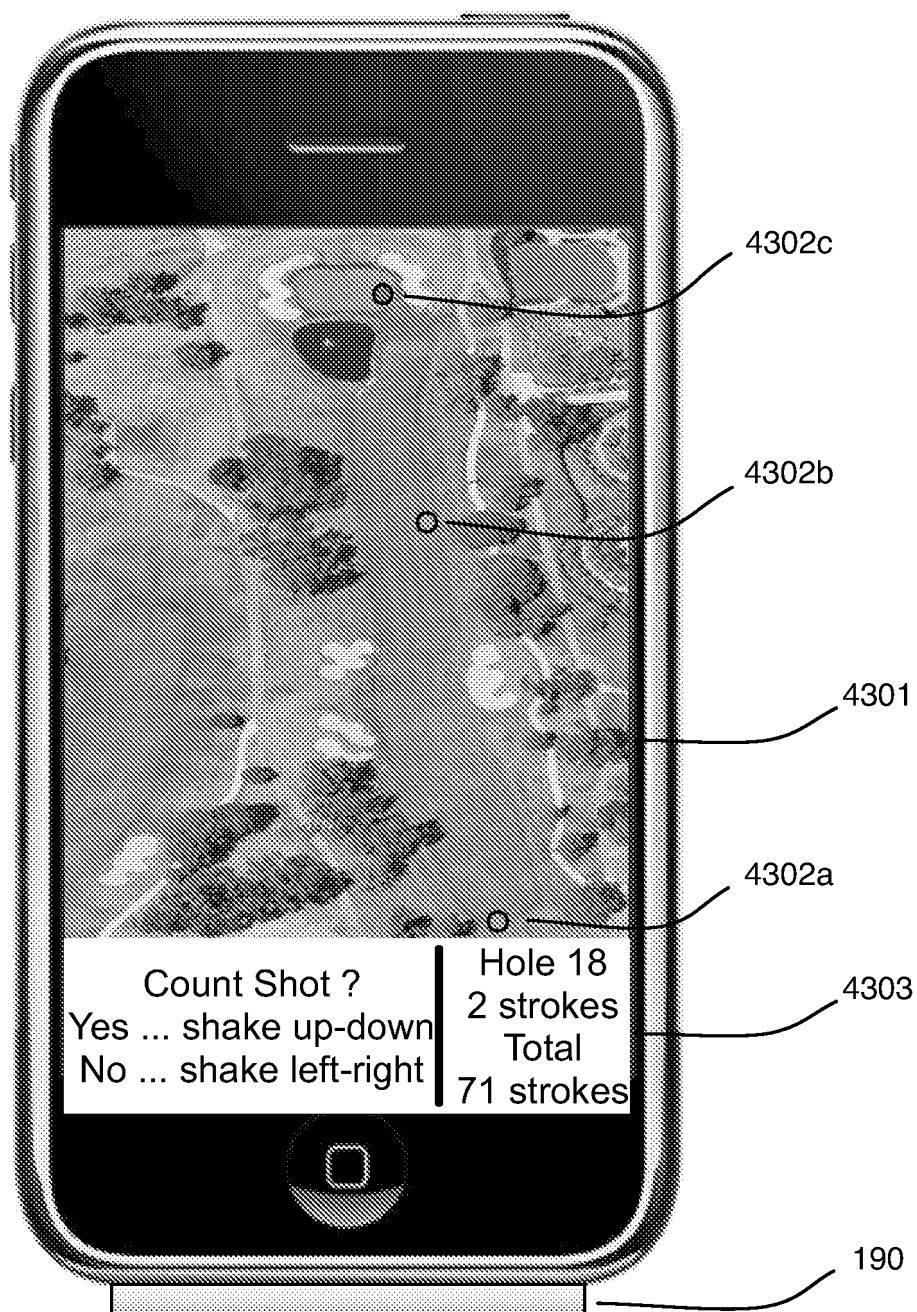 4302c
4302b
4301
4302a
Count Shot ?
Yes ... shake up-down
No ... shake left-right
Hole 18
2 strokes
Total
71 strokes
4303
190